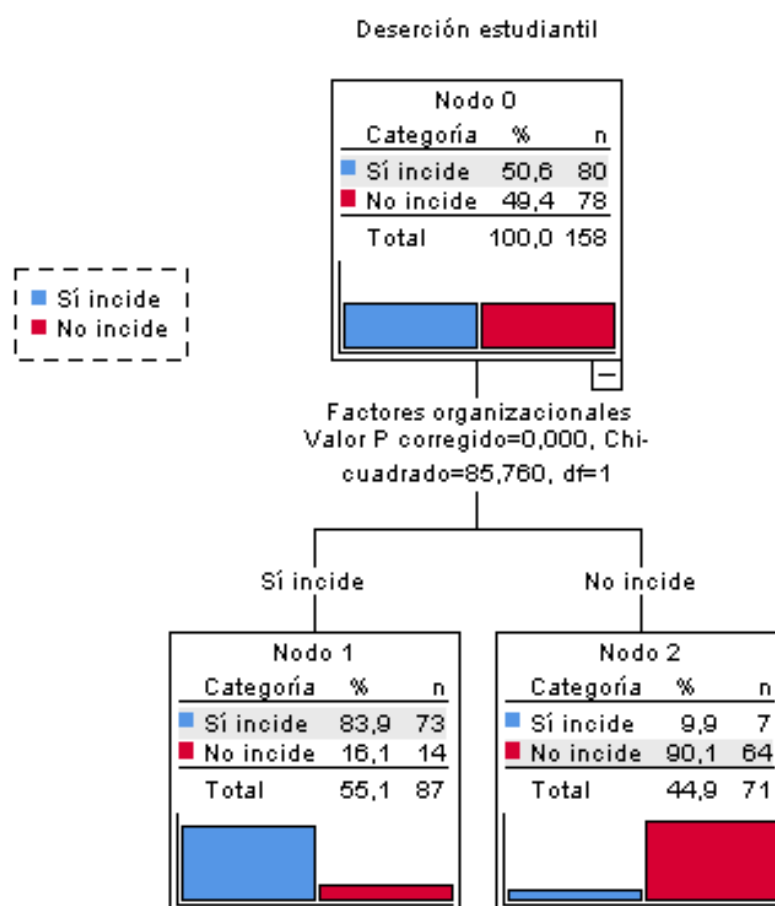 Deserción estudiantil
Nodo 0
Categoría % n
Sí incide 50,6 80
No incide 49,4 78
Total 100,0 158
Sí incide
No incide
Factores organizacionales
Valor P corregido=0,000, Chi-
cuadrado=85,760, df=1
Sí incide
No incide
Nodo 1
Categoría % n
Sí incide 83,9 73
No incide 16,1 14
Total 55,1 87
Nodo 2
Categoría % n
Sí incide 9,9 7
No incide 90,1 64
Total 44,9 71